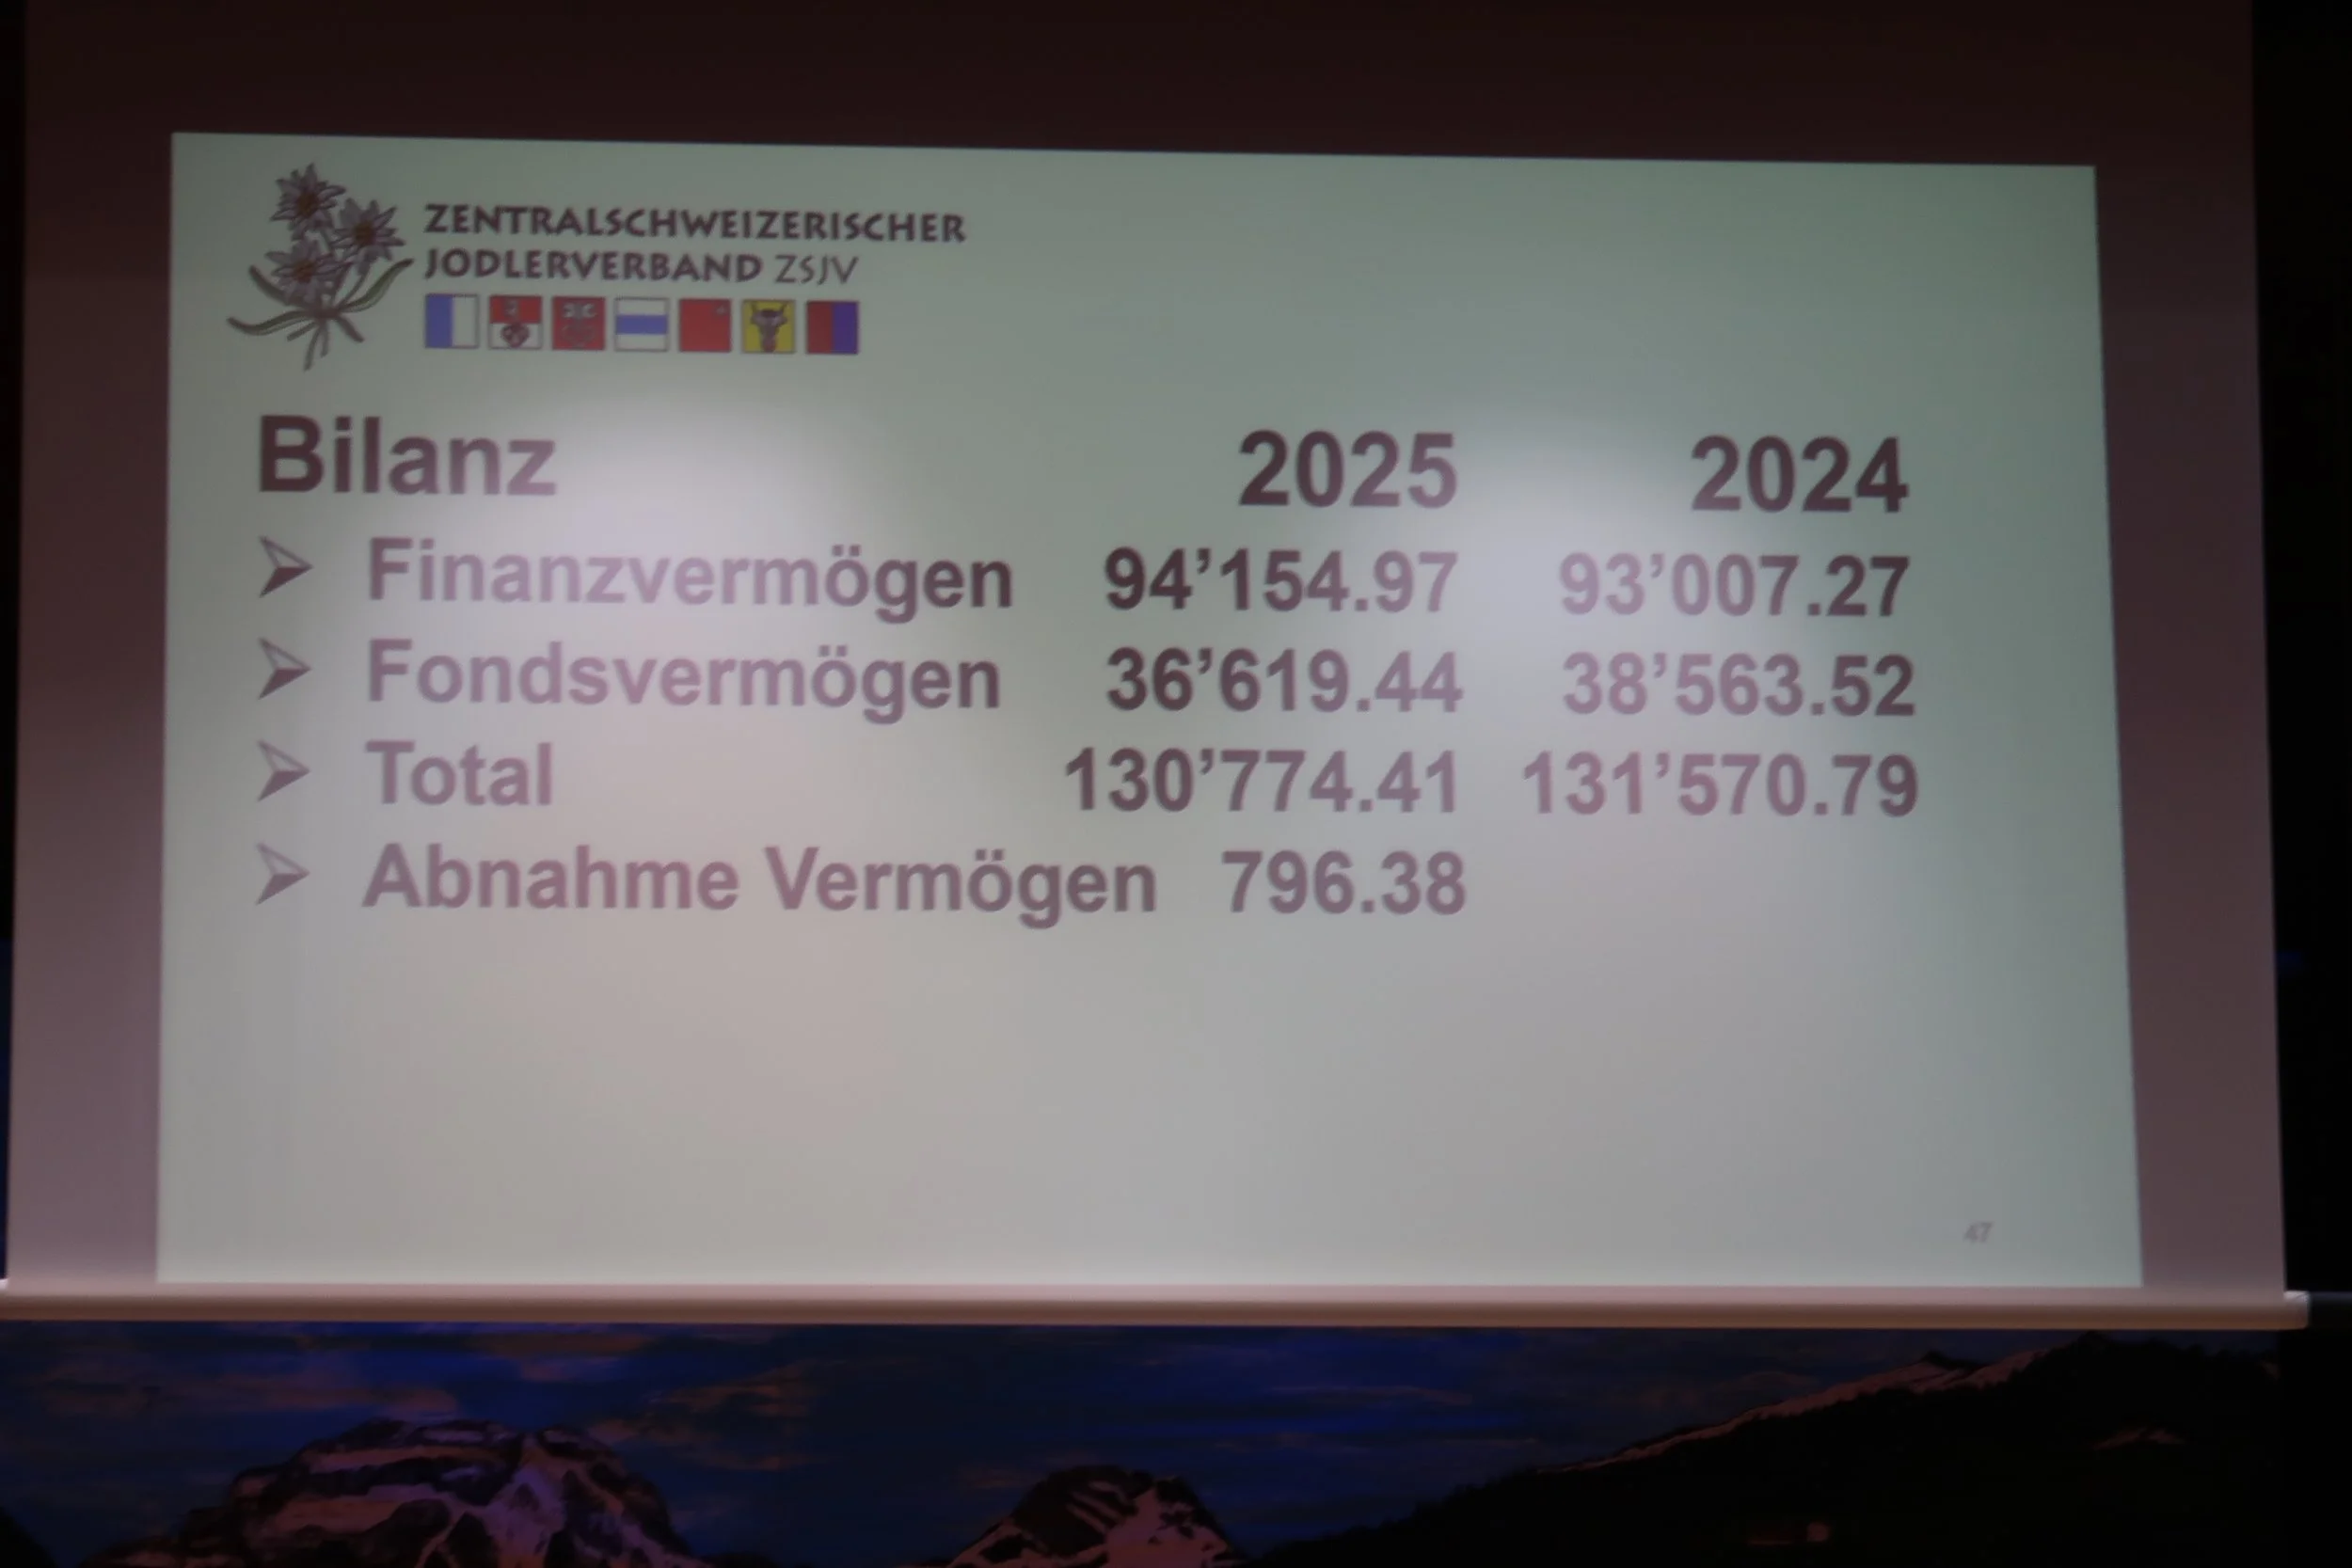 ZENTRALSCHWEIZERISCHER
JODLERVERBAND ZSJV
Bilanz 2025 2024
➢ Finanzvermögen 94’154.97 93’007.27
➢ Fondsvermögen 36’619.44 38’563.52
➢ Total 130’774.41 131’570.79
➢ Abnahme Vermögen 796.38
47